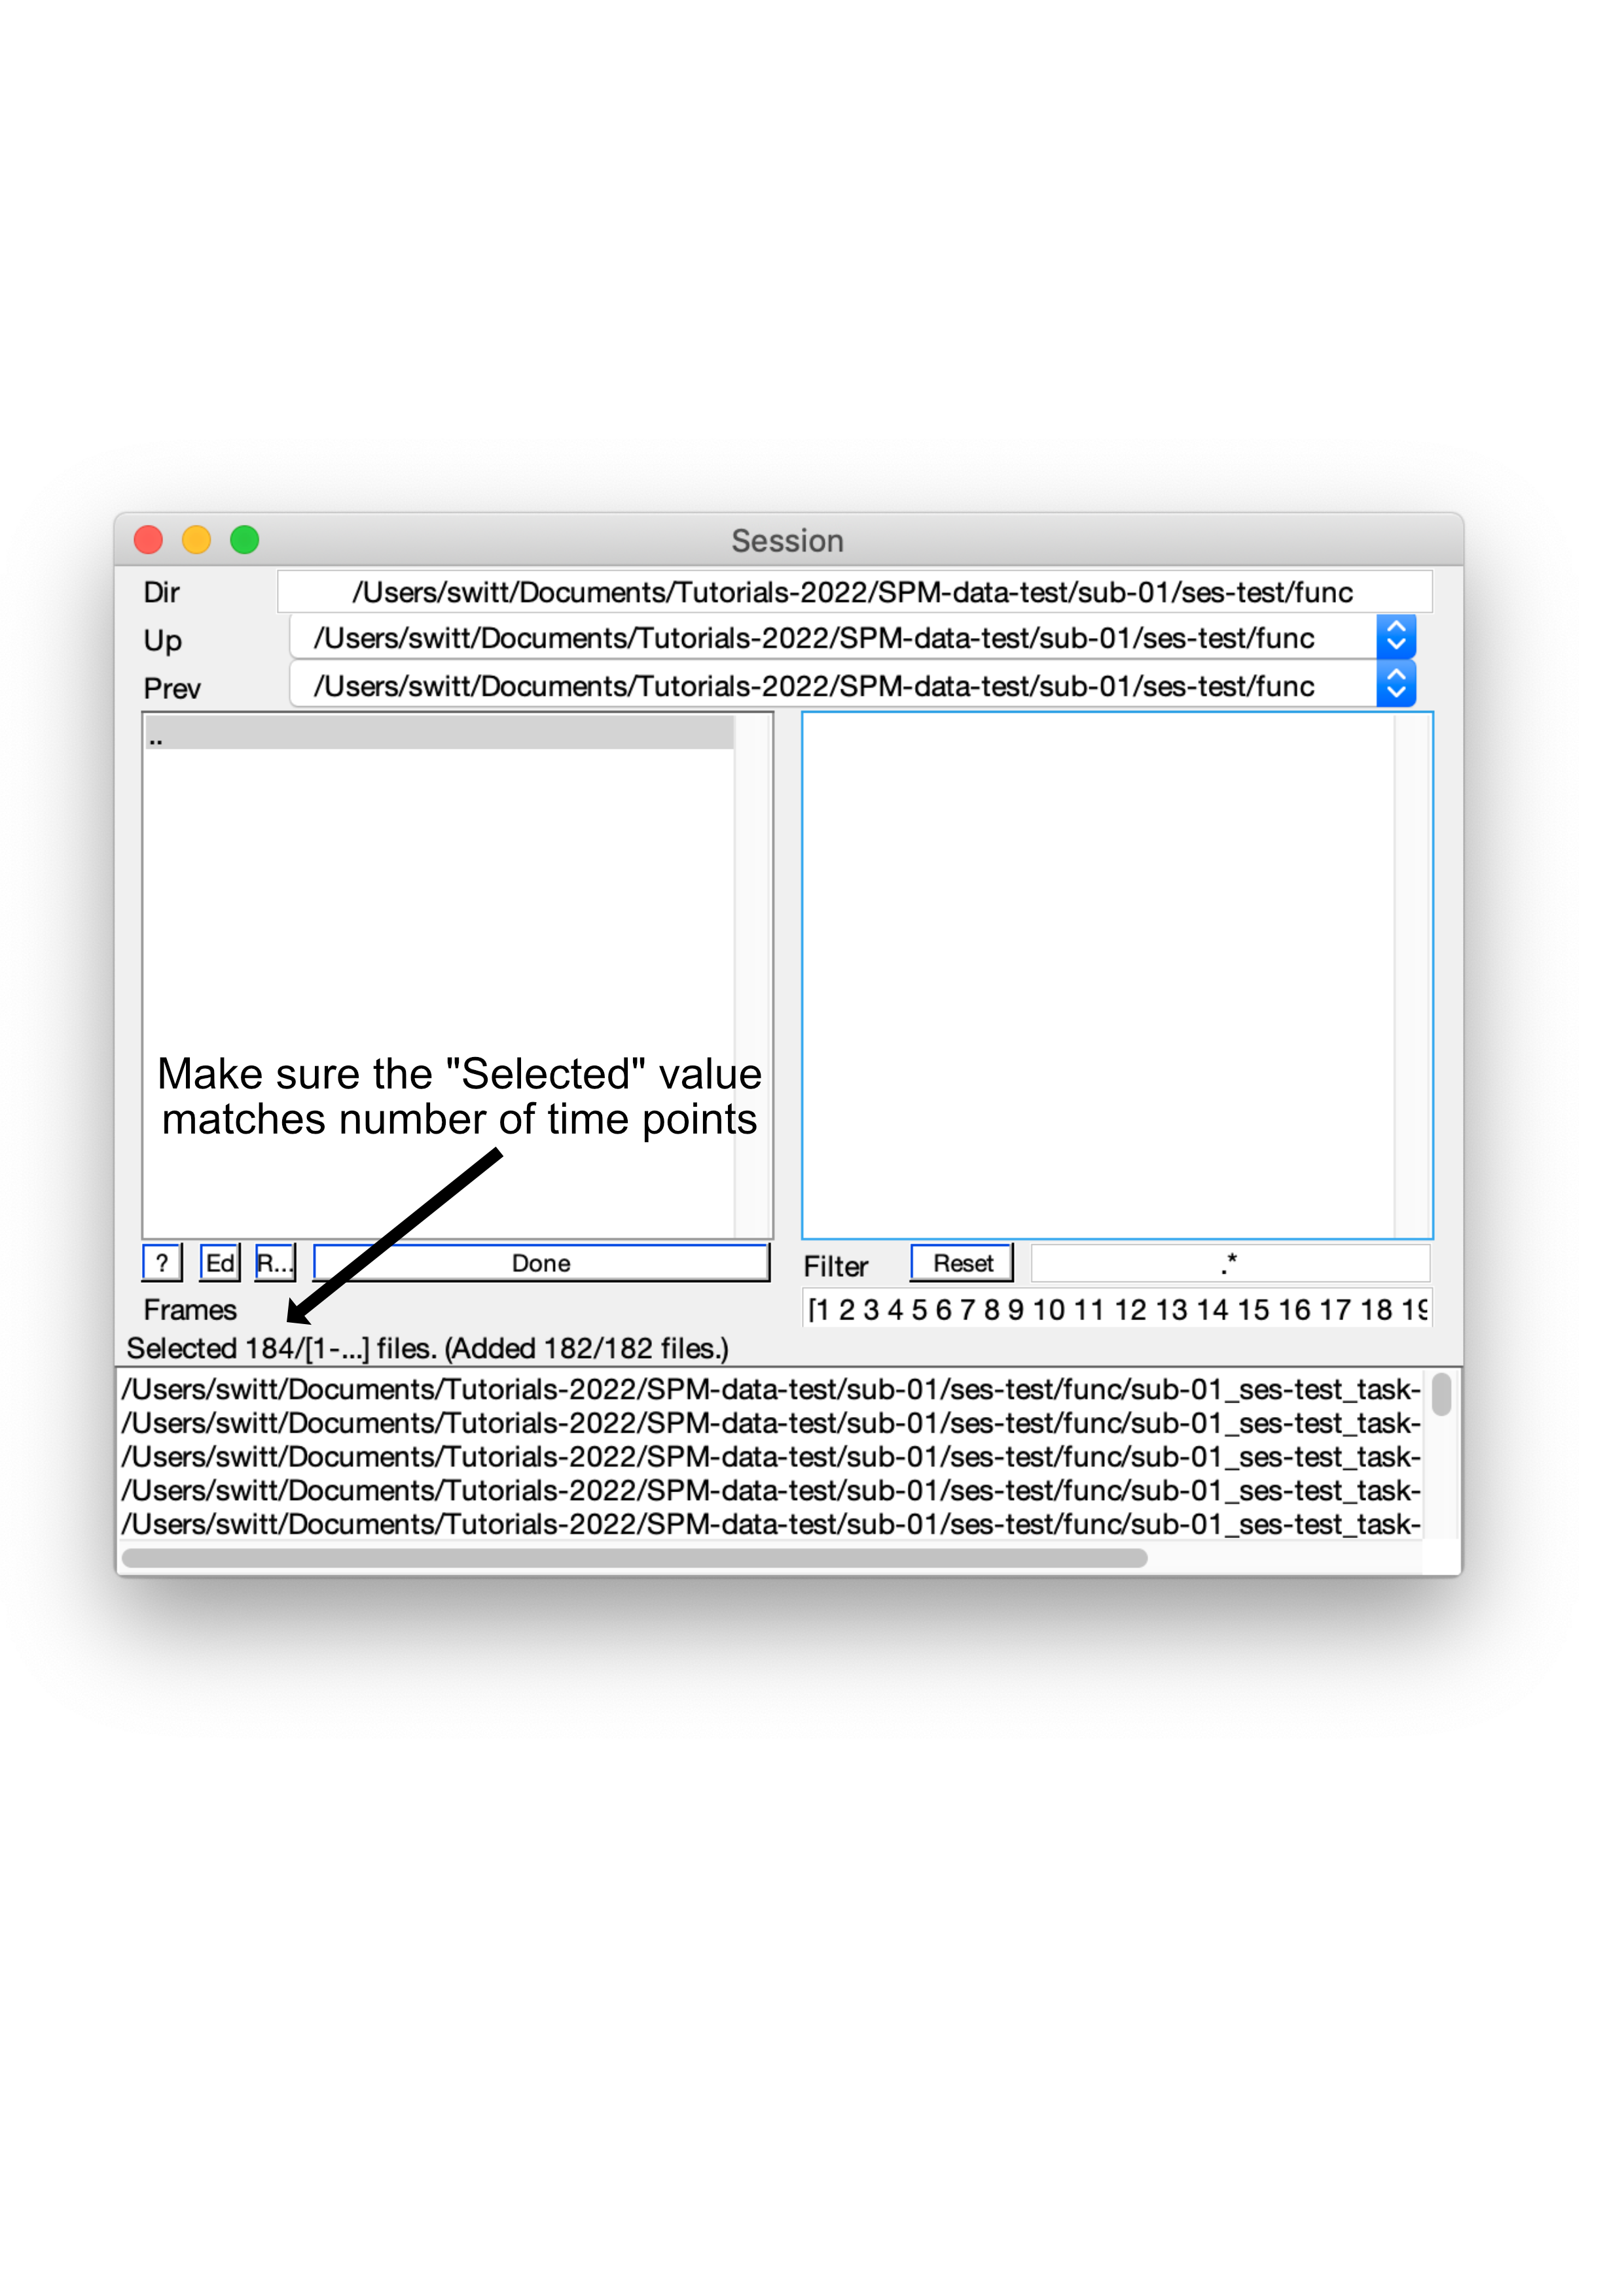 Session
Dir /Users/switt/Documents/Tutorials-2022/SPM-data-test/sub-01/ses-test/func
Up /Users/switt/Documents/Tutorials-2022/SPM-data-test/sub-01/ses-test/func
Prev /Users/switt/Documents/Tutorials-2022/SPM-data-test/sub-01/ses-test/func
..
Make sure the "Selected" value
matches number of time points
? Ed R... Done Filter Reset .*
Frames [1 2 3 4 5 6 7 8 9 10 11 12 13 14 15 16 17 18 19
Selected 184/[1-...] files. (Added 182/182 files.)
/Users/switt/Documents/Tutorials-2022/SPM-data-test/sub-01/ses-test/func/sub-01_ses-test_task-
/Users/switt/Documents/Tutorials-2022/SPM-data-test/sub-01/ses-test/func/sub-01_ses-test_task-
/Users/switt/Documents/Tutorials-2022/SPM-data-test/sub-01/ses-test/func/sub-01_ses-test_task-
/Users/switt/Documents/Tutorials-2022/SPM-data-test/sub-01/ses-test/func/sub-01_ses-test_task-
/Users/switt/Documents/Tutorials-2022/SPM-data-test/sub-01/ses-test/func/sub-01_ses-test_task-